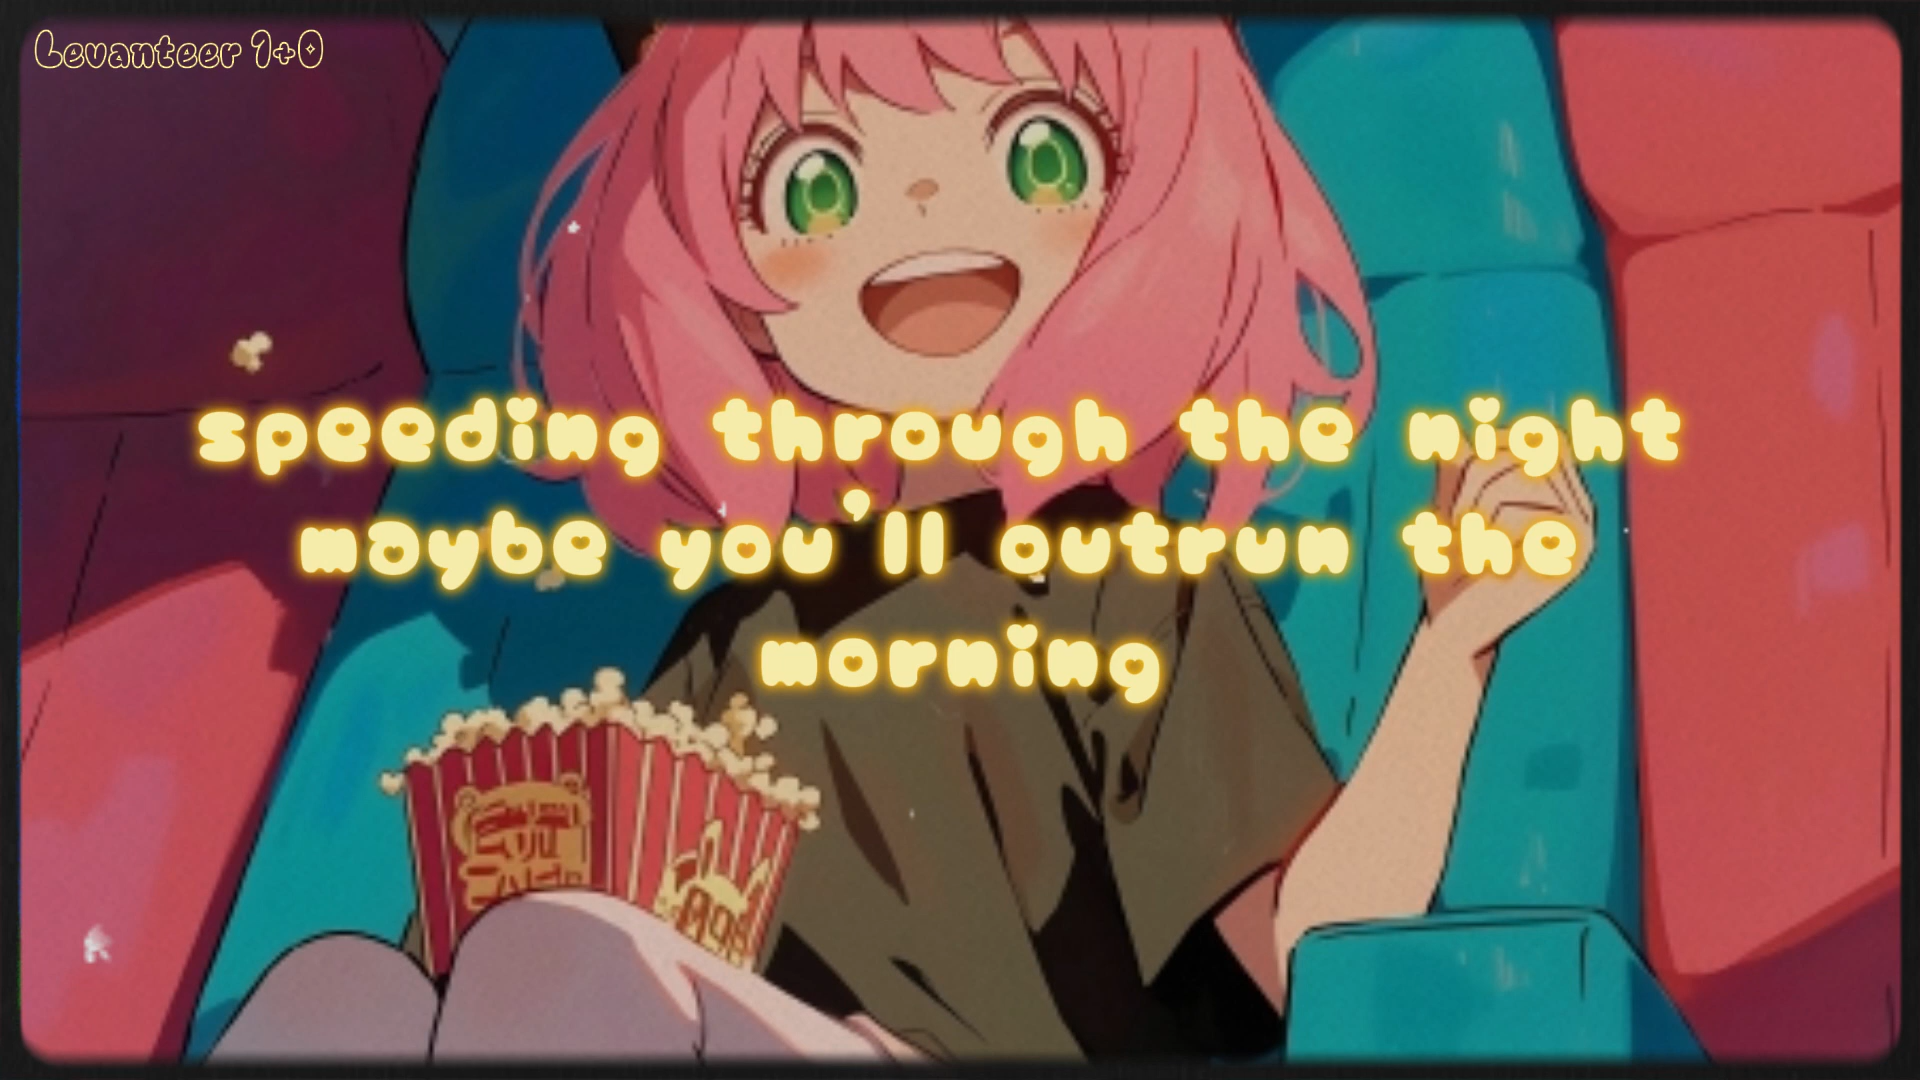 Levanteer 1+0
speeding through the night
maybe you'll outrun the
morning